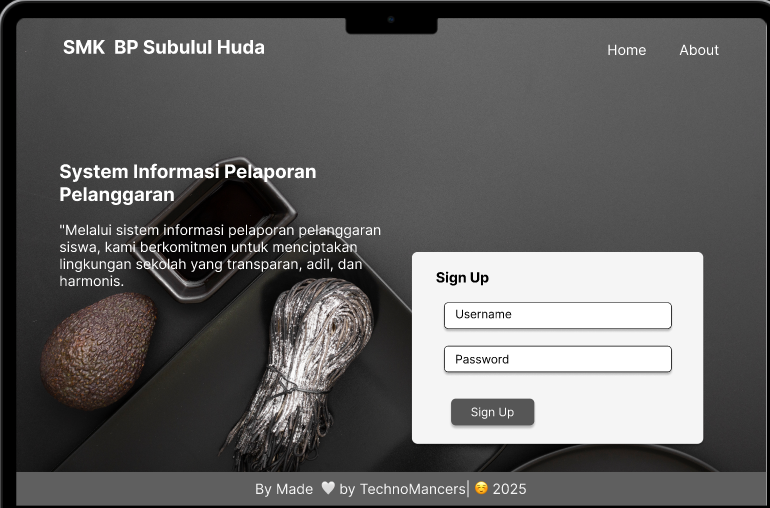 SMK BP Subulul Huda
Home
About
System Informasi Pelaporan
Pelanggaran
"Melalui sistem informasi pelaporan pelanggaran
siswa, kami berkomitmen untuk menciptakan
lingkungan sekolah yang transparan, adil, dan
harmonis.
Sign Up
Username
Password
Sign Up
By Made 🤍 by TechnoMancers| ☺️ 2025